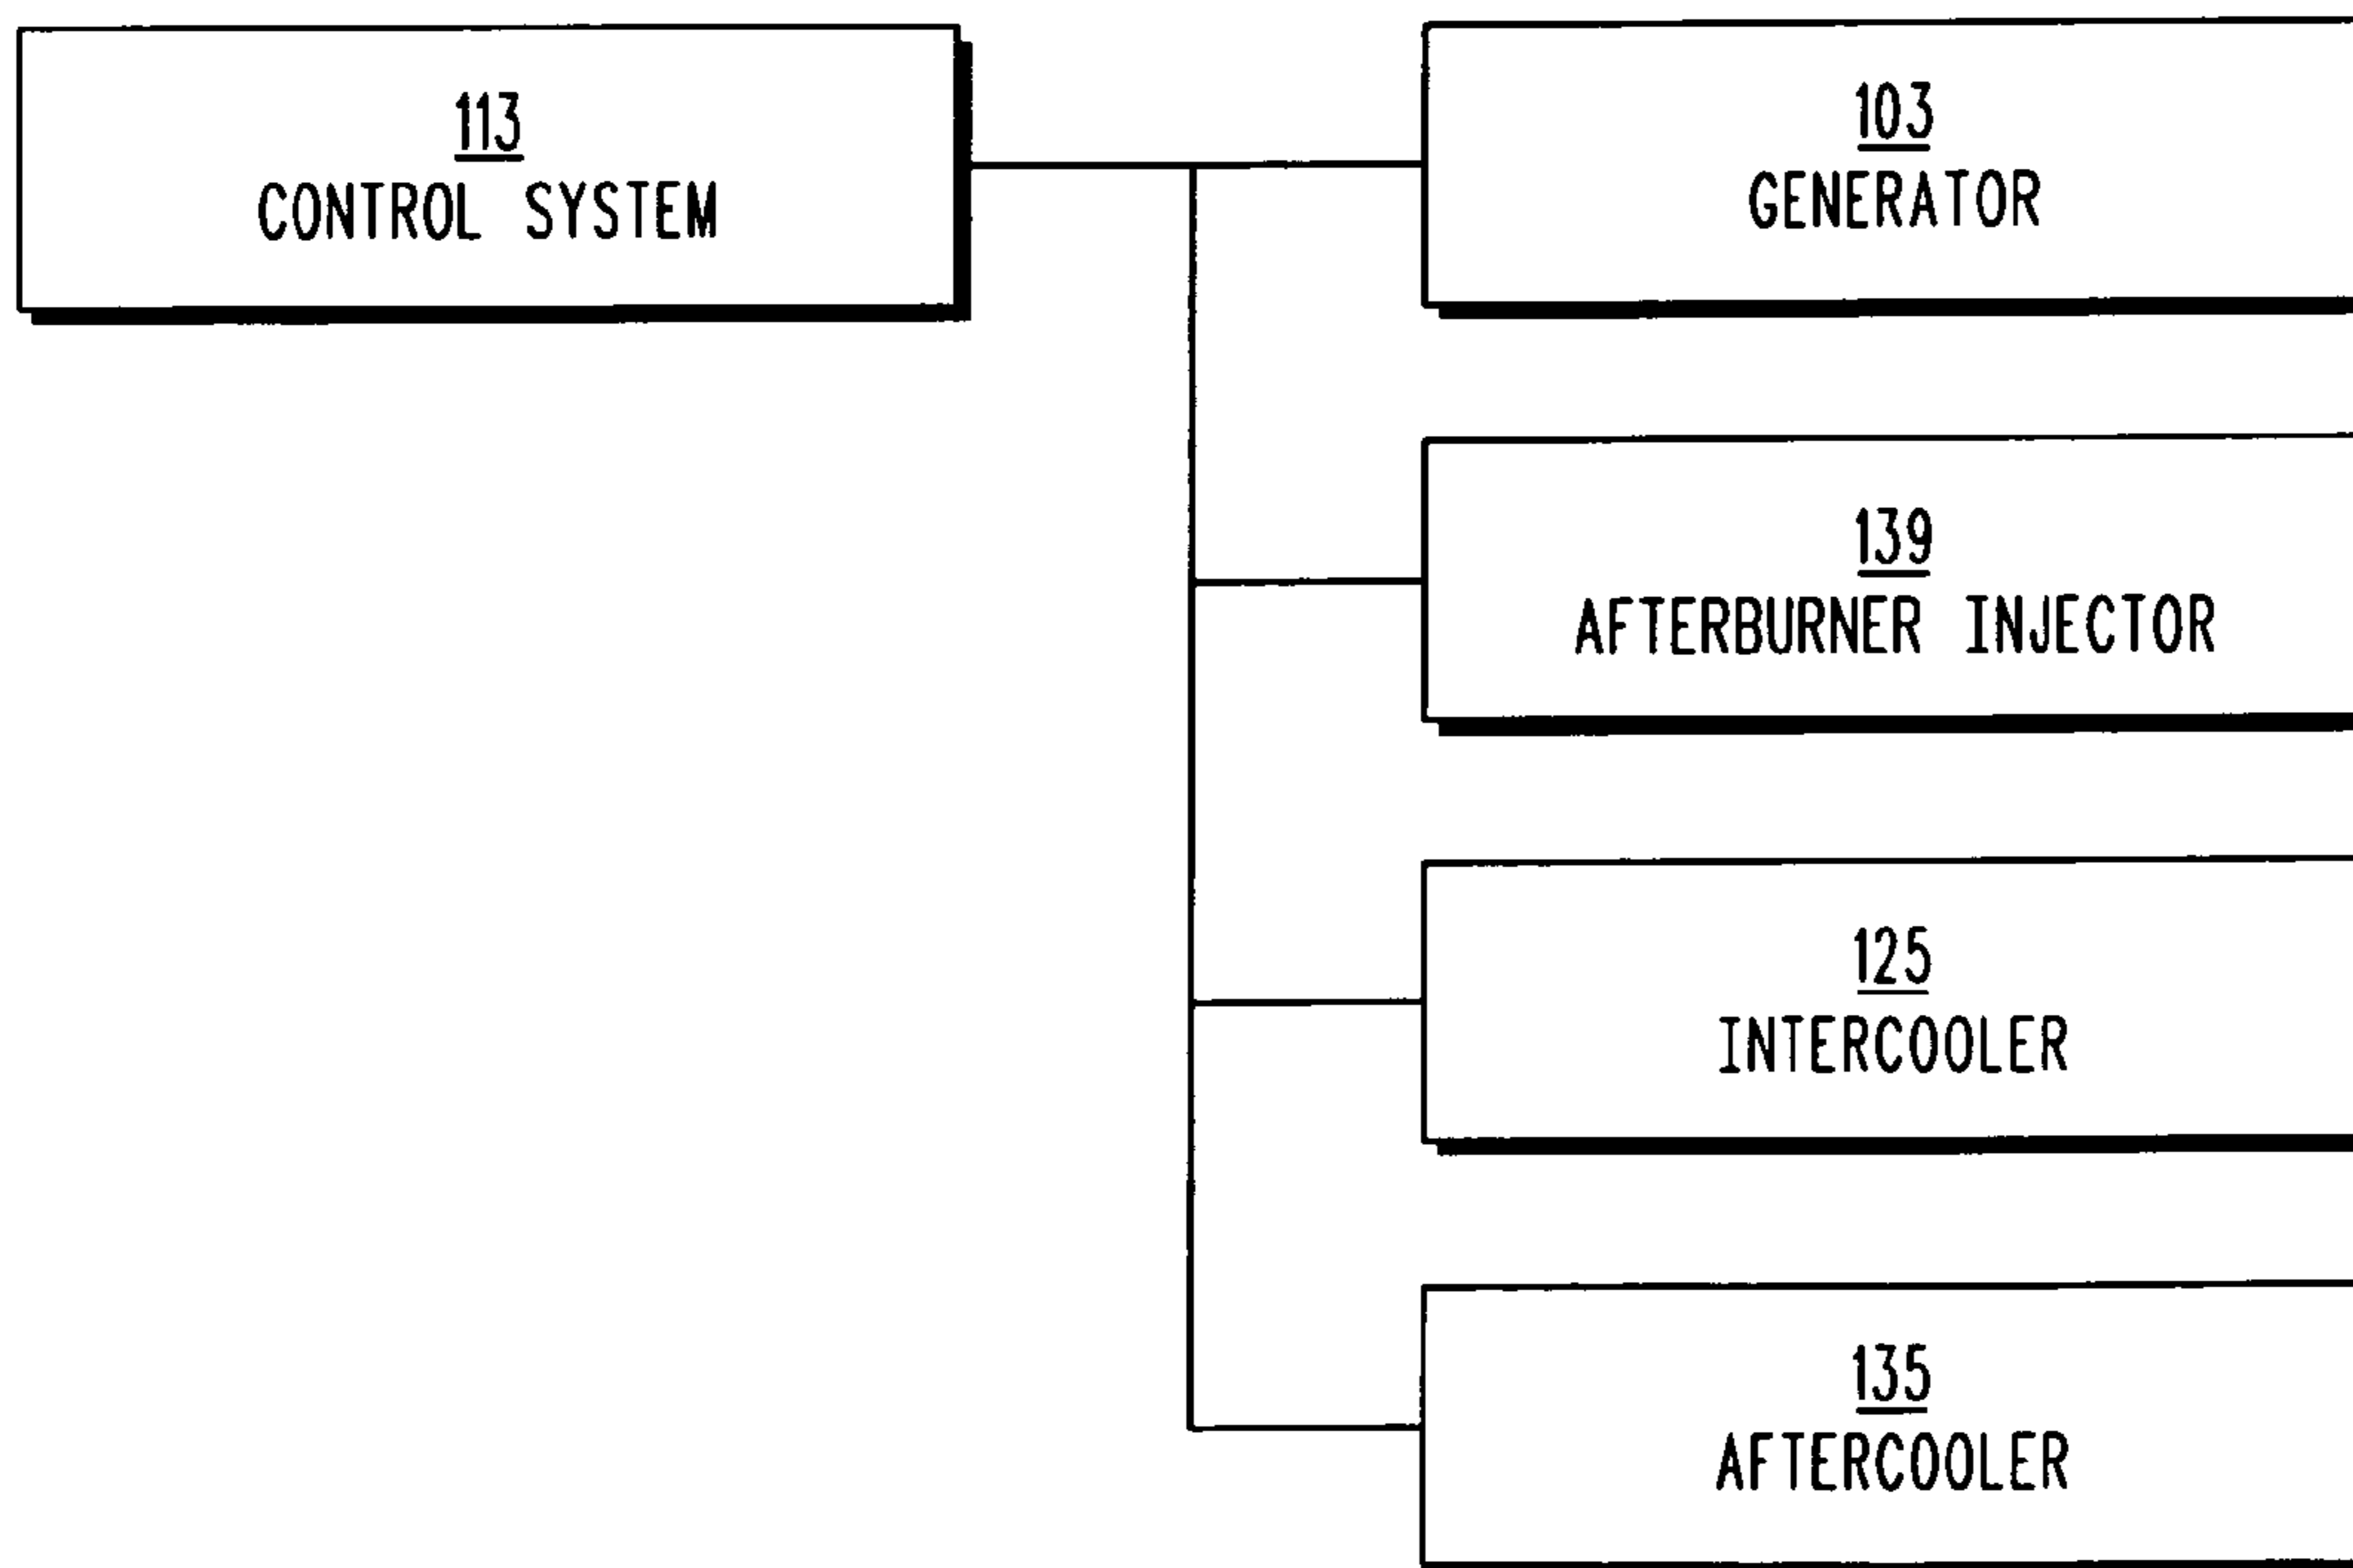 113
CONTROL SYSTEM
103
GENERATOR
139
AFTERBURNER INJECTOR
125
INTERCOOLER
135
AFTERCOOLER